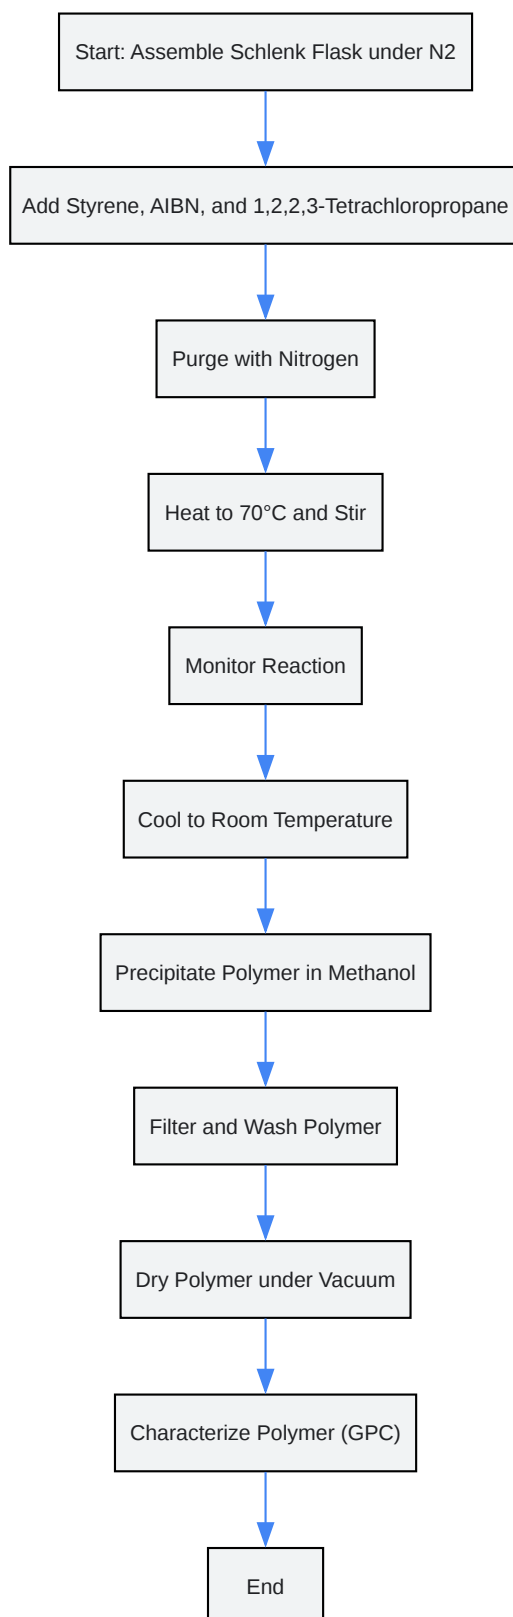 Start: Assemble Schlenk Flask under N2
Add Styrene, AIBN, and 1,2,2,3-Tetrachloropropane
Purge with Nitrogen
Heat to 70°C and Stir
Monitor Reaction
Cool to Room Temperature
Precipitate Polymer in Methanol
Filter and Wash Polymer
Dry Polymer under Vacuum
Characterize Polymer (GPC)
End